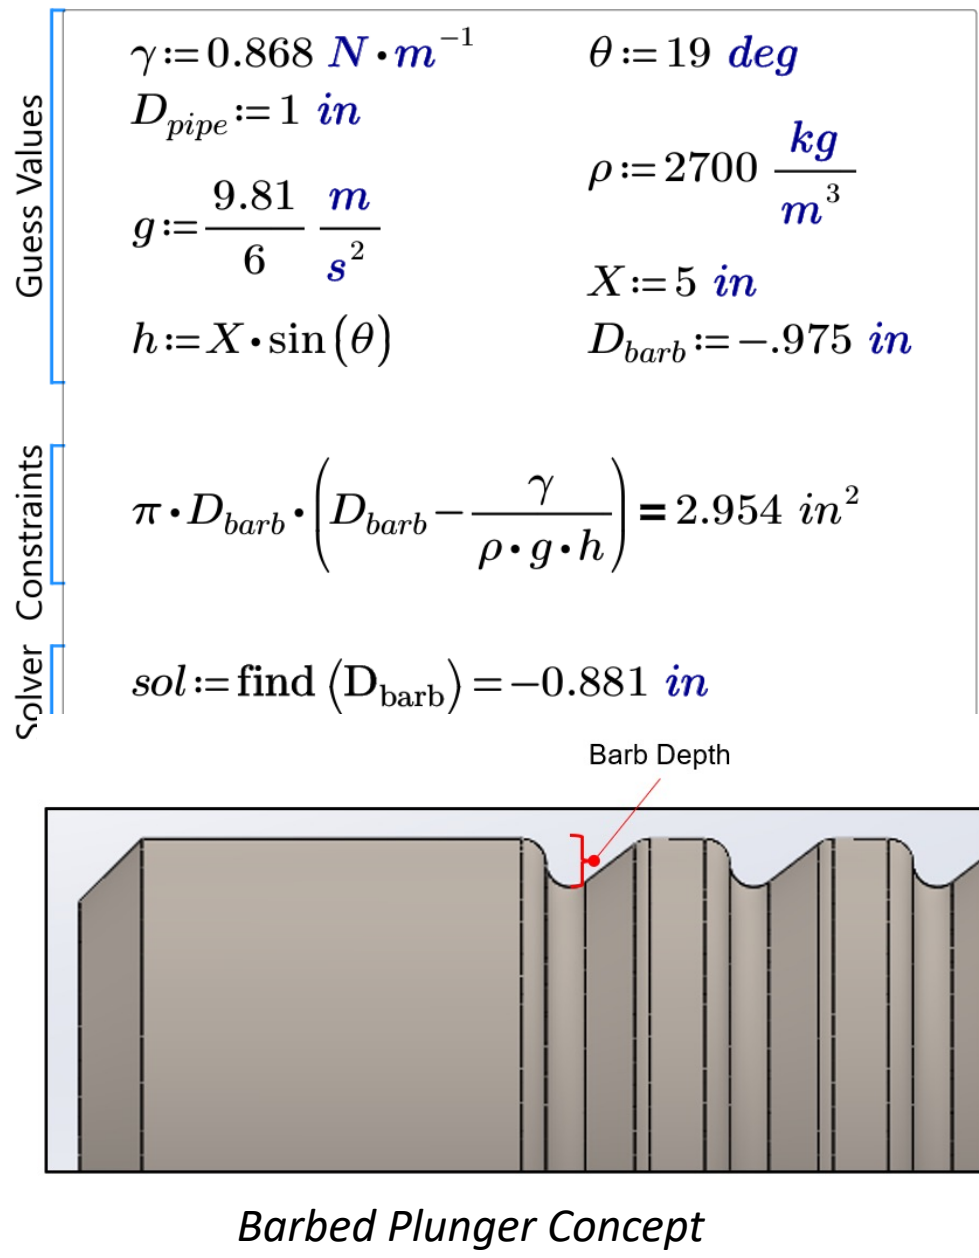 Guess Values
γ:=0.868 N·m⁻¹
θ:=19 deg
D_pipe:=1 in
ρ:=2700 kg/m³
g:=9.81/6 m/s²
X:=5 in
h:=X·sin(θ)
D_barb:=−.975 in
Constraints
π·D_barb·(D_barb−γ/(ρ·g·h))=2.954 in²
Solver
sol:=find(D_barb)=−0.881 in
Barb Depth
Barbed Plunger Concept